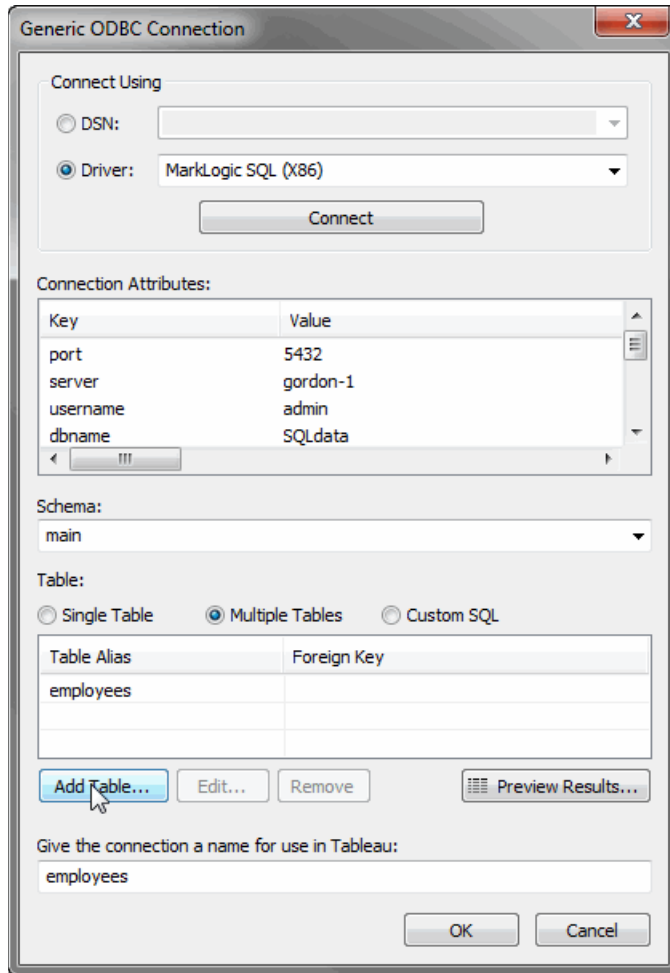 Generic ODBC Connection
Connect Using
DSN:
Driver: MarkLogic SQL (X86)
Connect
Connection Attributes:
Key Value
port 5432
server gordon-1
username admin
dbname SQLdata
Schema:
main
Table:
Single Table Multiple Tables Custom SQL
Table Alias Foreign Key
employees
Add Table... Edit... Remove Preview Results...
Give the connection a name for use in Tableau:
employees
OK Cancel